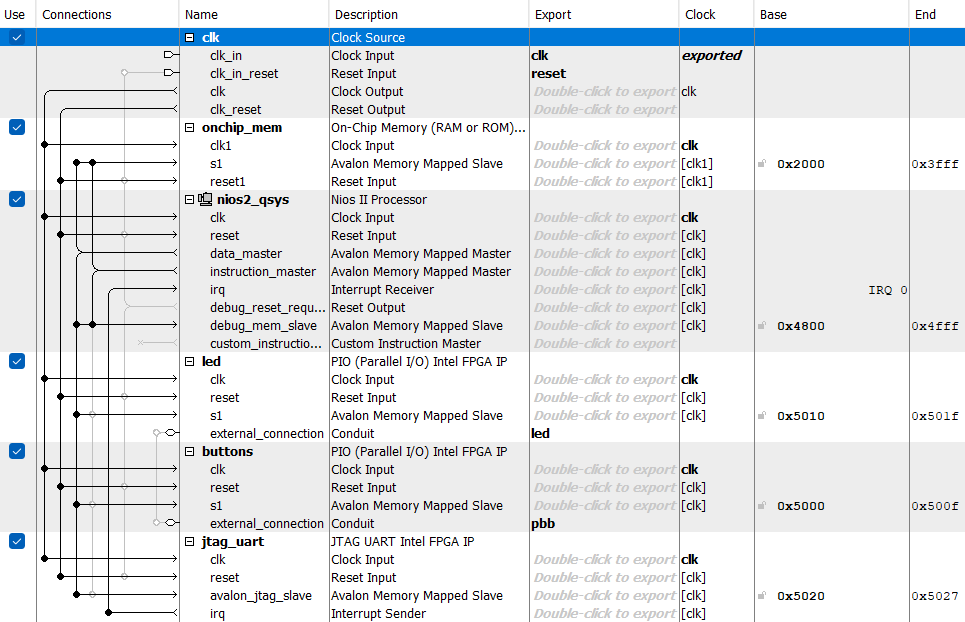 Use Connections Name Description Export Clock Base End
clk Clock Source
clk_in Clock Input clk exported
clk_in_reset Reset Input reset
clk Clock Output Double-click to export clk
clk_reset Reset Output Double-click to export
onchip_mem On-Chip Memory (RAM or ROM)...
clk1 Clock Input Double-click to export clk
s1 Avalon Memory Mapped Slave Double-click to export [clk1] 0x2000 0x3fff
reset1 Reset Input Double-click to export [clk1]
nios2_qsys Nios II Processor
clk Clock Input Double-click to export clk
reset Reset Input Double-click to export [clk]
data_master Avalon Memory Mapped Master Double-click to export [clk]
instruction_master Avalon Memory Mapped Master Double-click to export [clk]
irq Interrupt Receiver Double-click to export [clk] IRQ 0
debug_reset_requ... Reset Output Double-click to export [clk]
debug_mem_slave Avalon Memory Mapped Slave Double-click to export [clk] 0x4800 0x4fff
custom_instructio... Custom Instruction Master Double-click to export
led PIO (Parallel I/O) Intel FPGA IP
clk Clock Input Double-click to export clk
reset Reset Input Double-click to export [clk]
s1 Avalon Memory Mapped Slave Double-click to export [clk] 0x5010 0x501f
external_connection Conduit led
buttons PIO (Parallel I/O) Intel FPGA IP
clk Clock Input Double-click to export clk
reset Reset Input Double-click to export [clk]
s1 Avalon Memory Mapped Slave Double-click to export [clk] 0x5000 0x500f
external_connection Conduit pbb
jtag_uart JTAG UART Intel FPGA IP
clk Clock Input Double-click to export clk
reset Reset Input Double-click to export [clk]
avalon_jtag_slave Avalon Memory Mapped Slave Double-click to export [clk] 0x5020 0x5027
irq Interrupt Sender Double-click to export [clk]